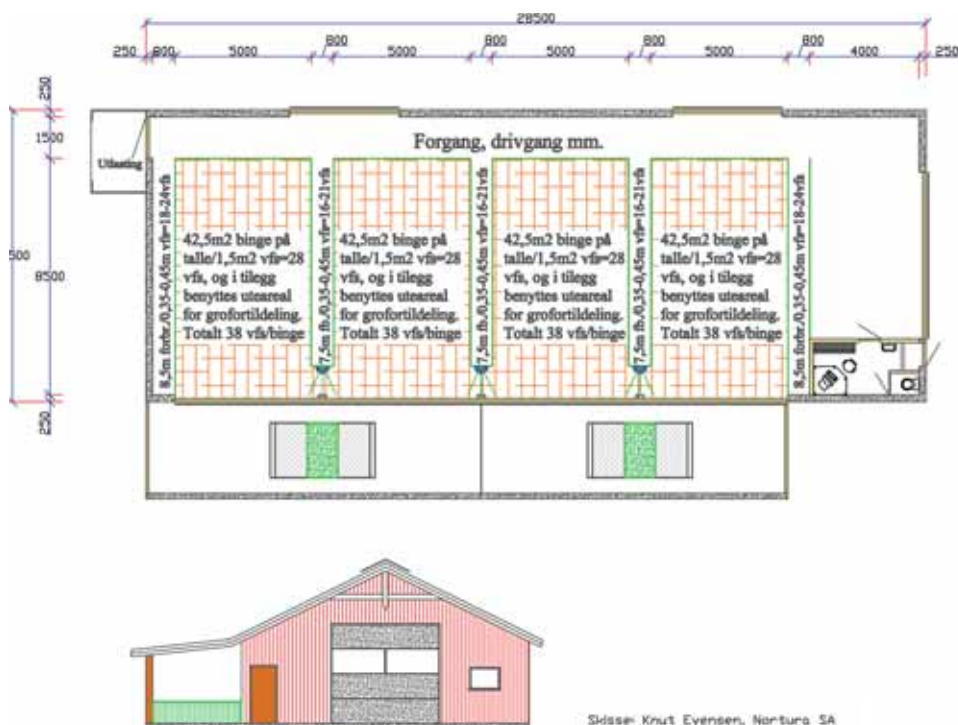 28500
250 800 5000 800 5000 800 5000 800 5000 800 4000 250
250
1500
8500
250
500
Utlasting
Forgang, drivgang mm.
8,5m forbr./0,35-0,45m vfs=18-24vfs
42,5m2 binge på
talle/1,5m2 vfs=28
vfs, og i tilegg
benyttes uteareal
for grofortildeling.
Totalt 38 vfs/binge
7,5m fb./0,35-0,45m vfs=16-21vfs
42,5m2 binge på
talle/1,5m2 vfs=28
vfs, og i tilegg
benyttes uteareal
for grofortildeling.
Totalt 38 vfs/binge
7,5m fb./0,35-0,45m vfs=16-21vfs
42,5m2 binge på
talle/1,5m2 vfs=28
vfs, og i tilegg
benyttes uteareal
for grofortildeling.
Totalt 38 vfs/binge
7,5m fb./0,35-0,45m vfs=16-21vfs
42,5m2 binge på
talle/1,5m2 vfs=28
vfs, og i tilegg
benyttes uteareal
for grofortildeling.
Totalt 38 vfs/binge
8,5m forbr./0,35-0,45m vfs=18-24vfs
Skisse: Knut Evensen, Nortura SA